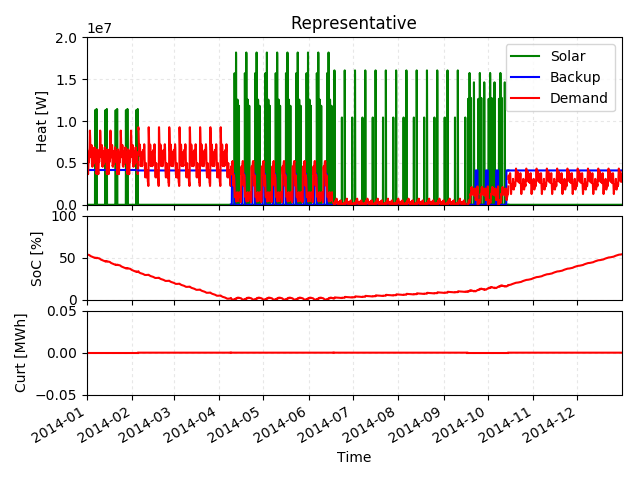 Representative
1e7
2.0
1.5
1.0
0.5
0.0
Heat [W]
Solar
Backup
Demand
100
50
0
SoC [%]
0.05
0.00
−0.05
Curt [MWh]
2014-01
2014-02
2014-03
2014-04
2014-05
2014-06
2014-07
2014-08
2014-09
2014-10
2014-11
2014-12
Time